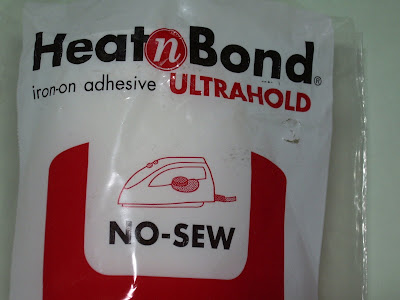 HeatnBond®
iron-on adhesive ULTRAHOLD
NO-SEW